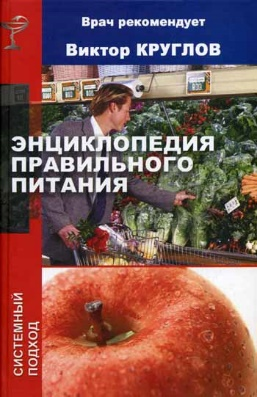 Врач рекомендует
Виктор КРУГЛОВ
ЭНЦИКЛОПЕДИЯ
ПРАВИЛЬНОГО
ПИТАНИЯ
СИСТЕМНЫЙ
ПОДХОД